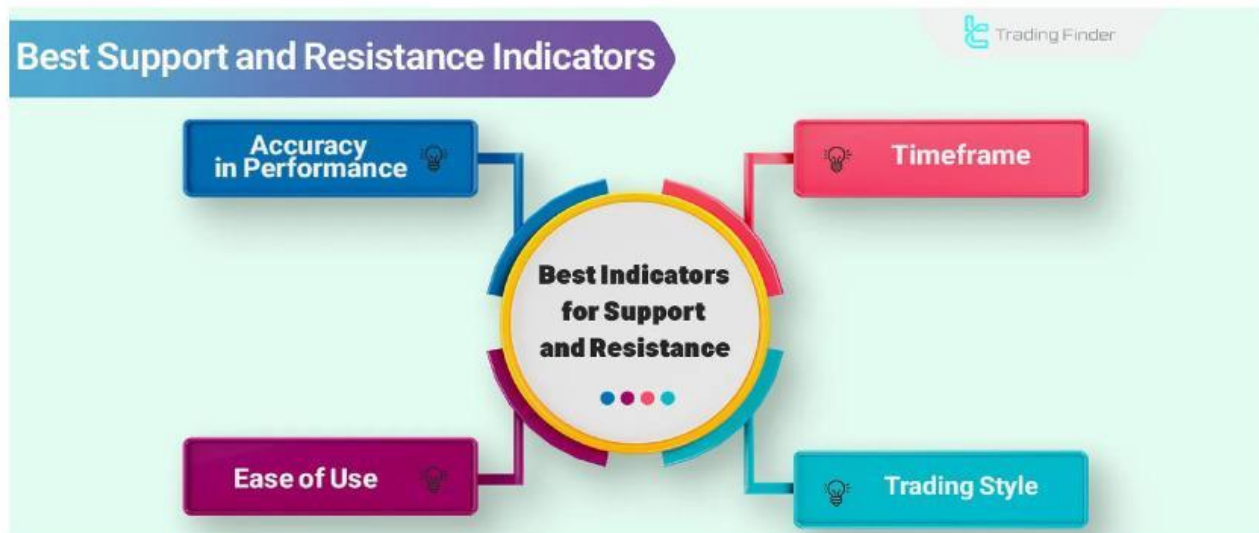 Best Support and Resistance Indicators
Trading Finder
Accuracy
in Performance
Timeframe
Best Indicators
for Support
and Resistance
Ease of Use
Trading Style